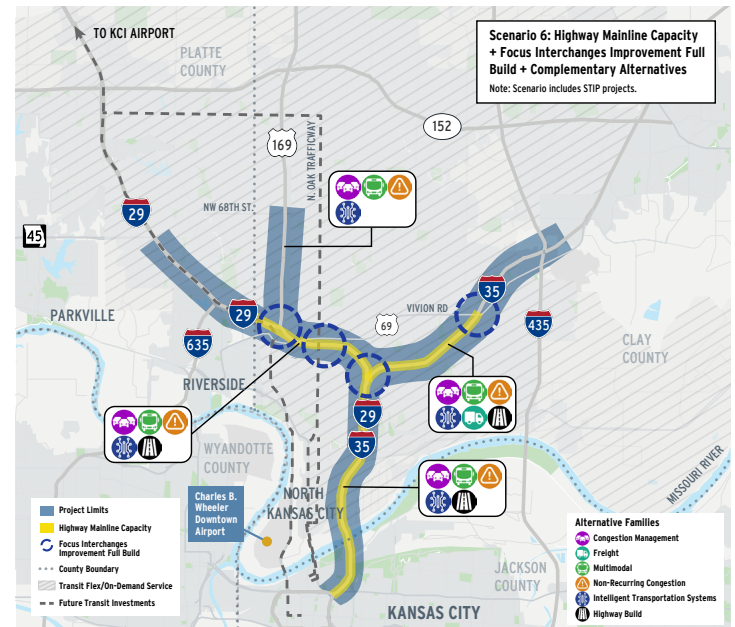 Scenario 6: Highway Mainline Capacity
+ Focus Interchanges Improvement Full
Build + Complementary Alternatives
Note: Scenario includes STIP projects.
TO KCI AIRPORT
PLATTE
COUNTY
152
169
N. OAK TRAFFICWAY
NW 68TH ST.
29
45
35
VIVION RD
PARKVILLE
29
69
435
635
CLAY
COUNTY
RIVERSIDE
29
WYANDOTTE
COUNTY
35
MISSOURI RIVER
Charles B.
Wheeler
Downtown
Airport
NORTH
KANSAS CITY
JACKSON
COUNTY
KANSAS CITY
Project Limits
Highway Mainline Capacity
Focus Interchanges
Improvement Full Build
County Boundary
Transit Flex/On-Demand Service
Future Transit Investments
Alternative Families
Congestion Management
Freight
Multimodal
Non-Recurring Congestion
Intelligent Transportation Systems
Highway Build